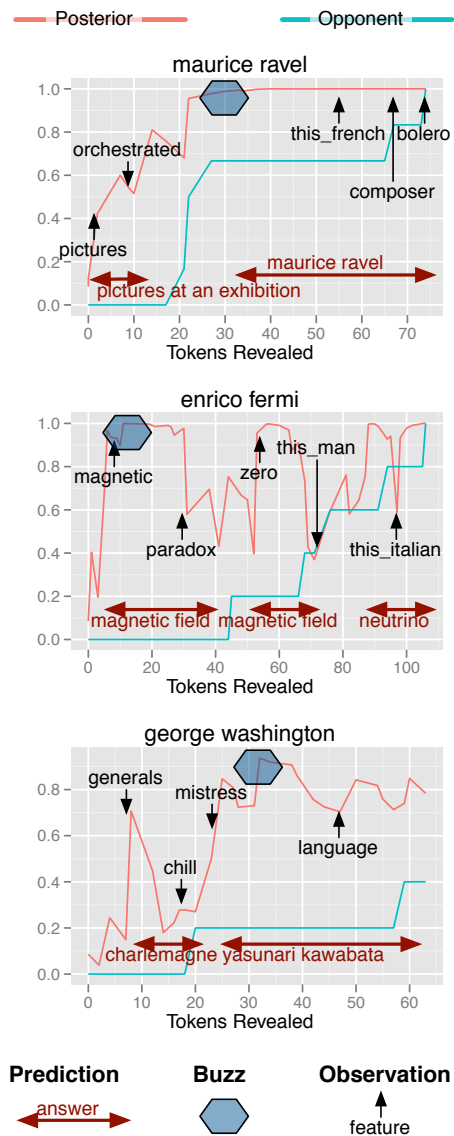 Posterior Opponent
maurice ravel
1.0
0.8
0.6
0.4
0.2
0.0
orchestrated
pictures
this_french
bolero
composer
maurice ravel
pictures at an exhibition
0 10 20 30 40 50 60 70
Tokens Revealed
enrico fermi
1.0
0.8
0.6
0.4
0.2
0.0
this_man
magnetic
zero
paradox
this_italian
magnetic field magnetic field neutrino
0 20 40 60 80 100
Tokens Revealed
george washington
0.8
0.6
0.4
0.2
0.0
generals
mistress
chill
language
charlemagne yasunari kawabata
0 10 20 30 40 50 60
Tokens Revealed
Prediction Buzz Observation
answer
feature